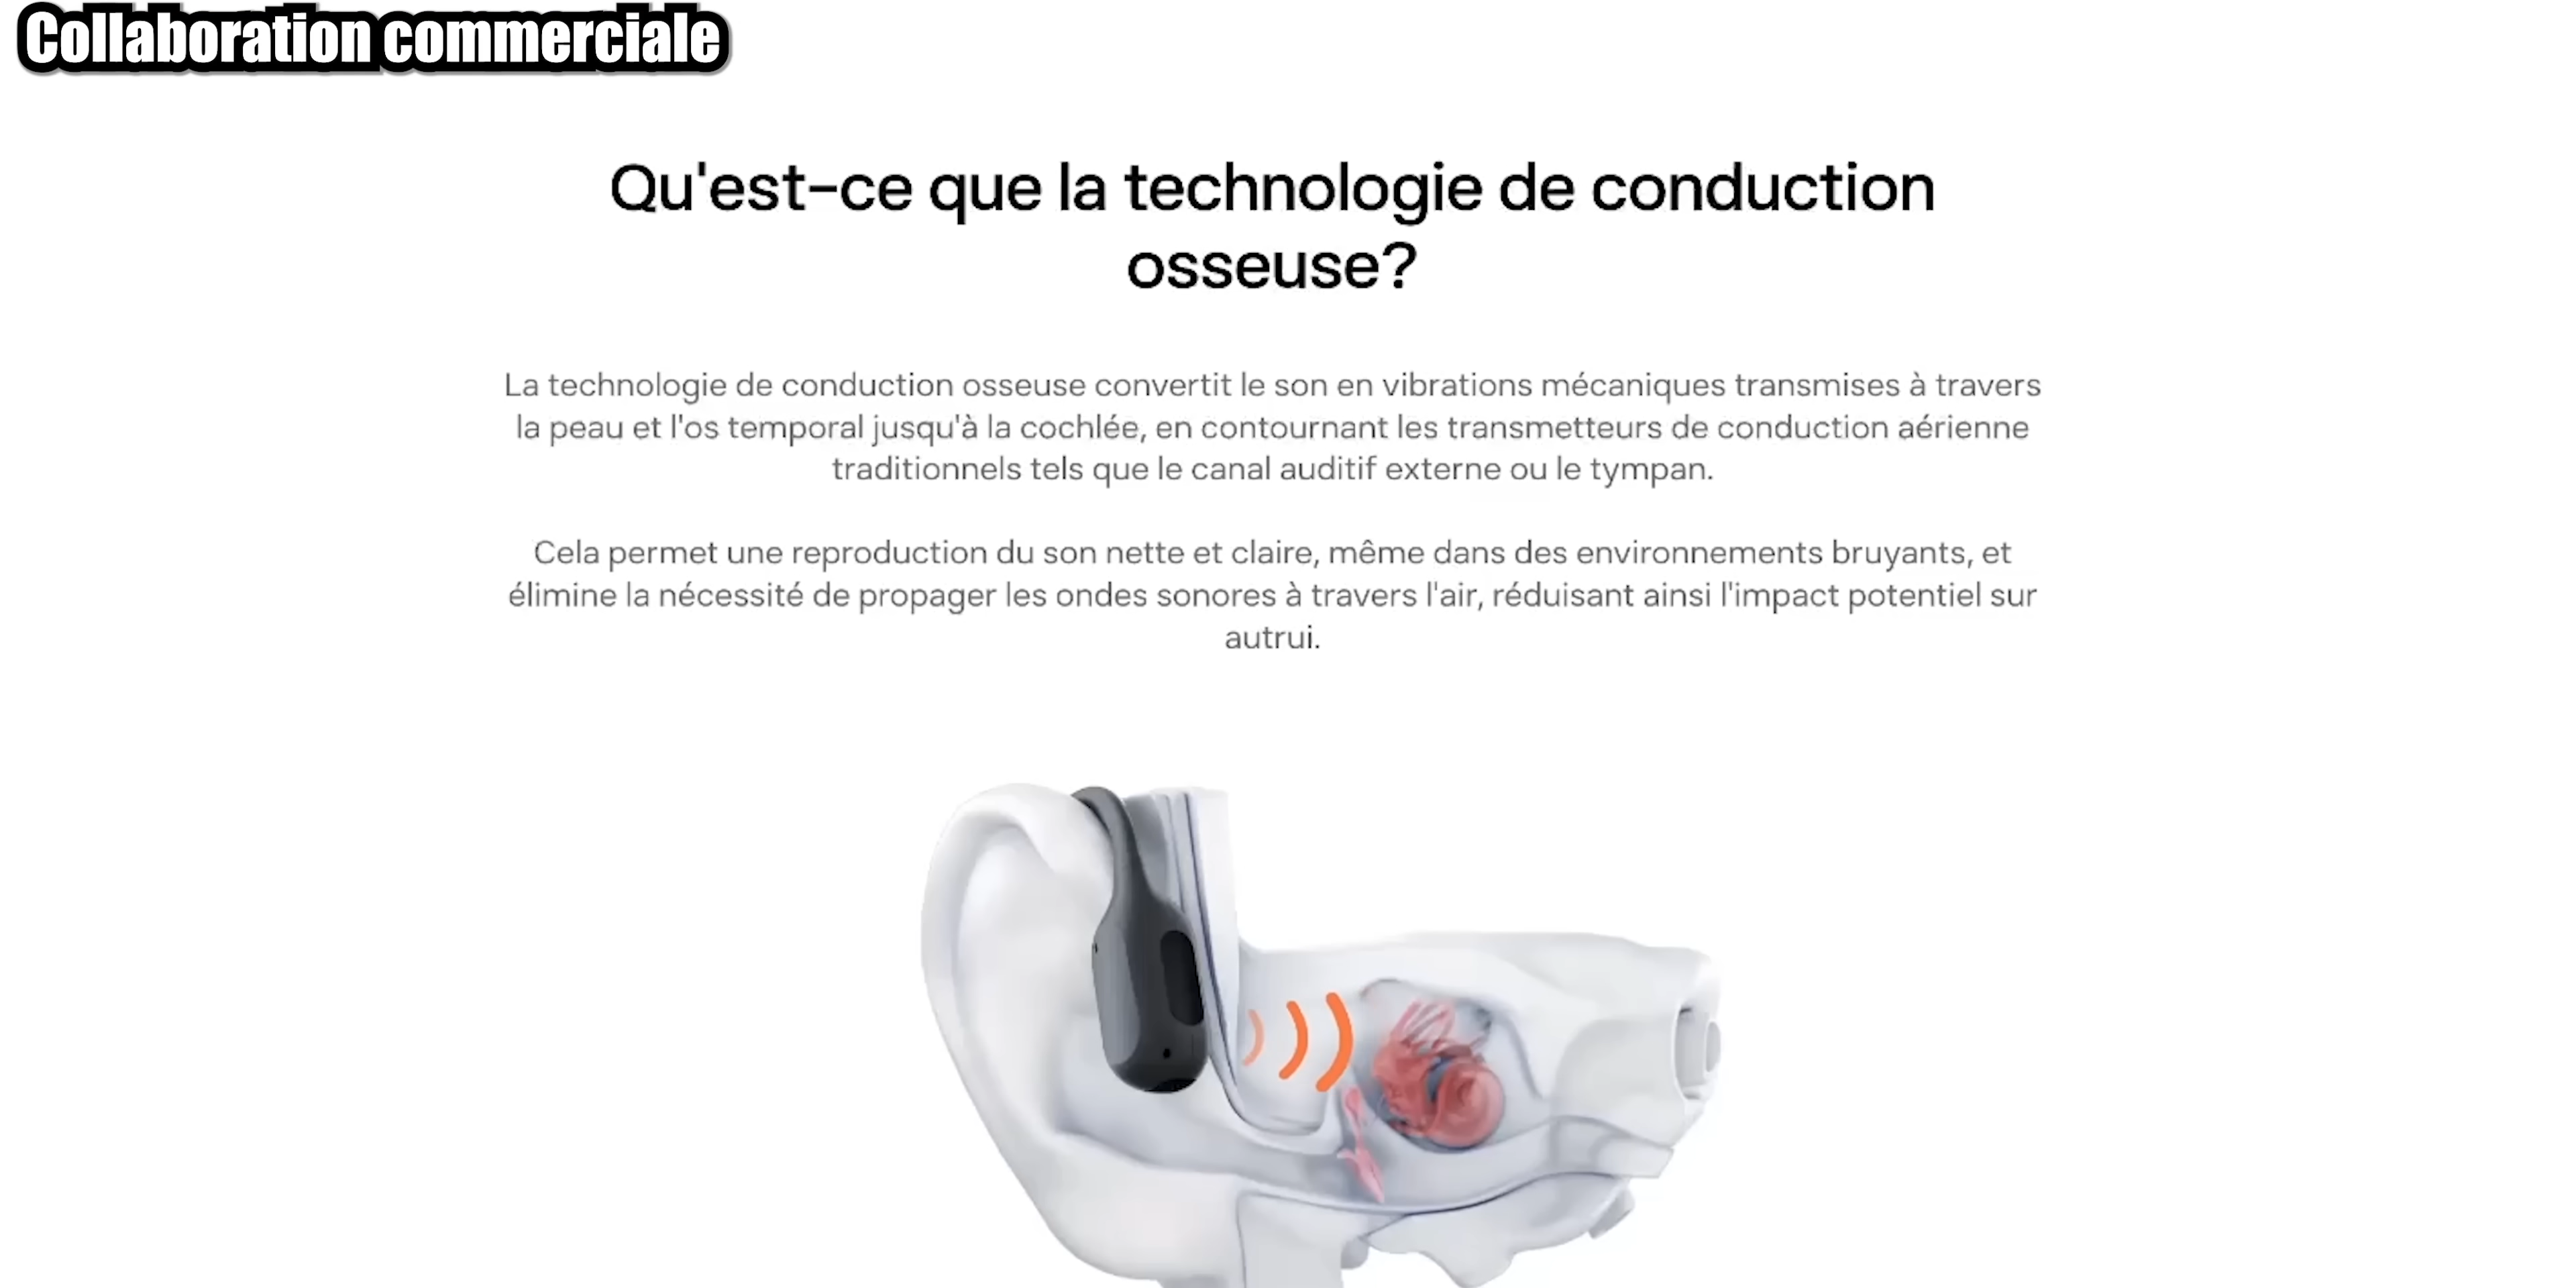 Collaboration commerciale
Qu'est-ce que la technologie de conduction
osseuse?
La technologie de conduction osseuse convertit le son en vibrations mécaniques transmises à travers
la peau et l'os temporal jusqu'à la cochlée, en contournant les transmetteurs de conduction aérienne
traditionnels tels que le canal auditif externe ou le tympan.
Cela permet une reproduction du son nette et claire, même dans des environnements bruyants, et
élimine la nécessité de propager les ondes sonores à travers l'air, réduisant ainsi l'impact potentiel sur
autrui.